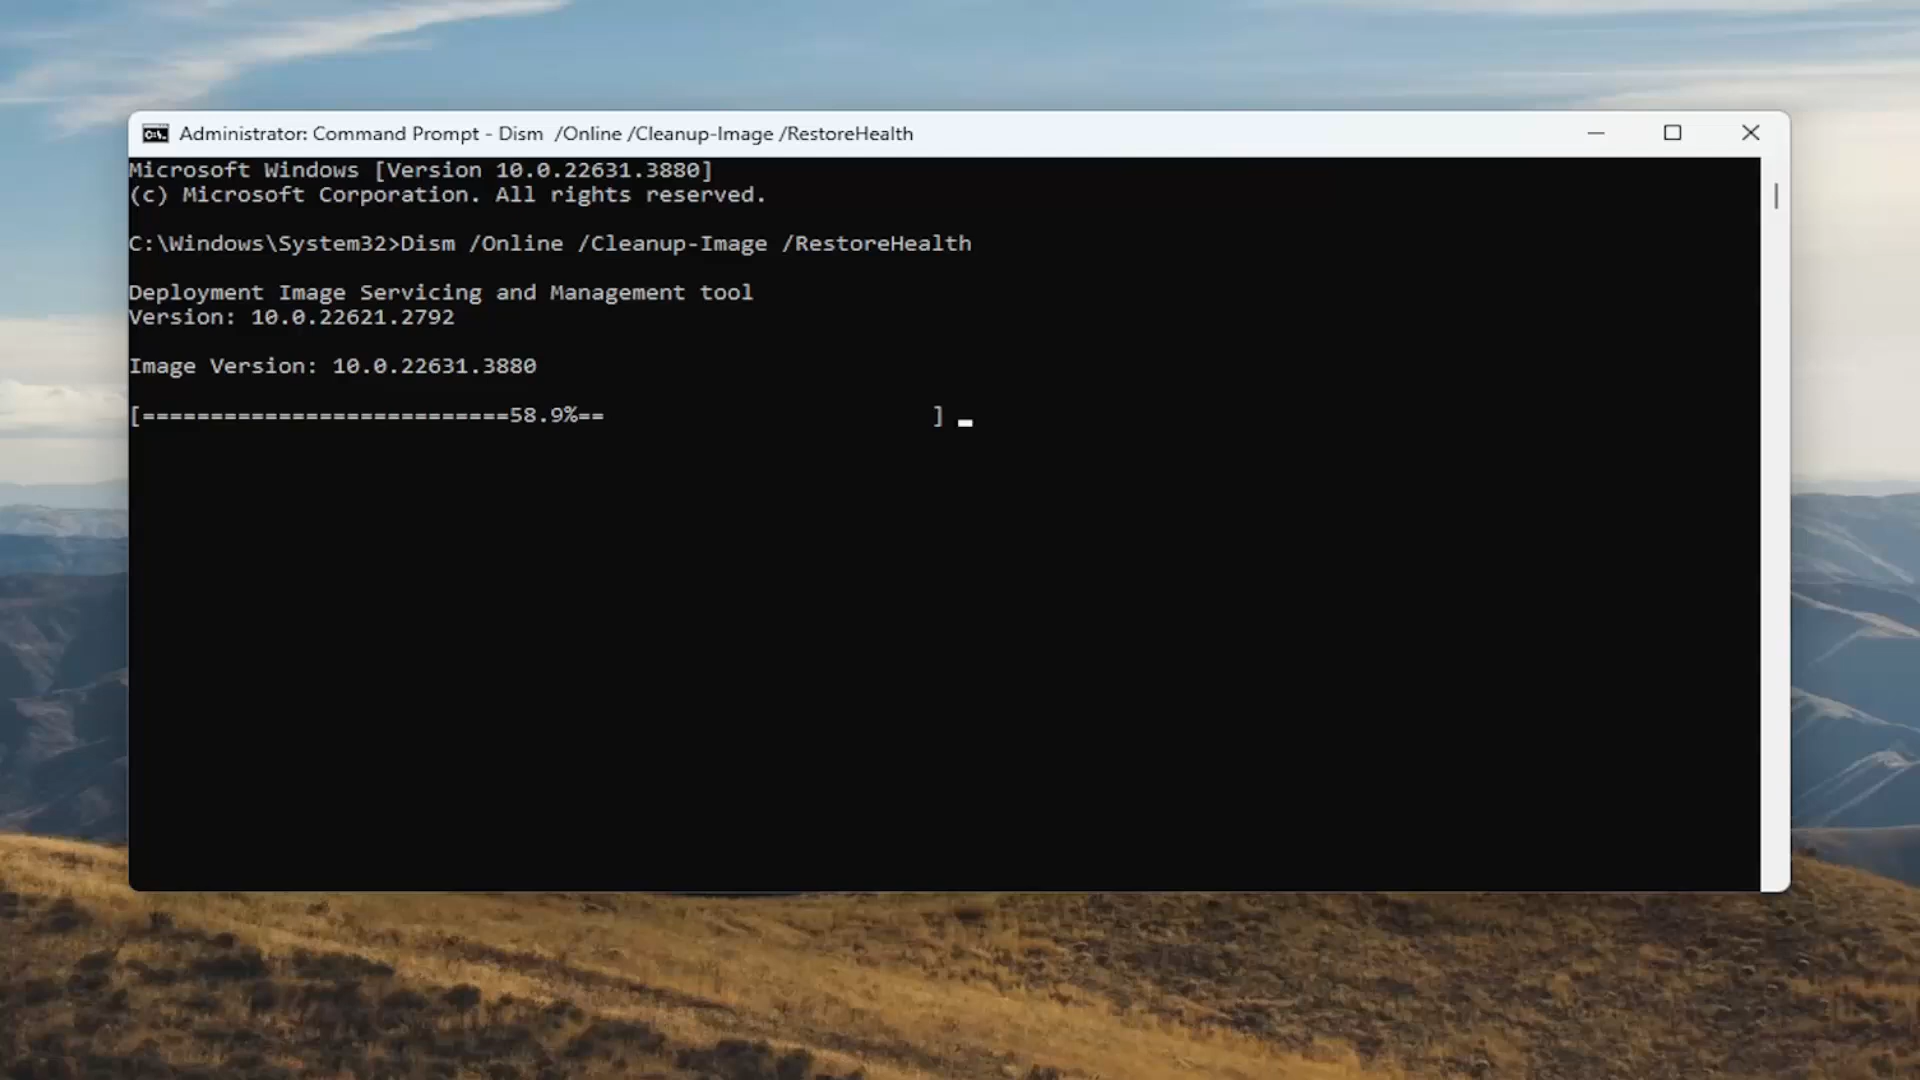 Administrator: Command Prompt - Dism  /Online /Cleanup-Image /RestoreHealth
Microsoft Windows [Version 10.0.22631.3880]
(c) Microsoft Corporation. All rights reserved.
C:\Windows\System32>Dism /Online /Cleanup-Image /RestoreHealth
Deployment Image Servicing and Management tool
Version: 10.0.22621.2792
Image Version: 10.0.22631.3880
[===========================58.9%==                        ]